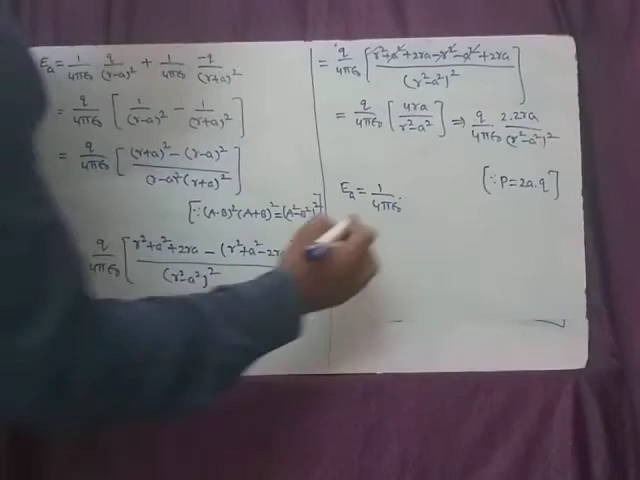 Ea = 1/4πε₀ q/(r-a)² + 1/4πε₀ -q/(r+a)²
= q/4πε₀ [1/(r-a)² - 1/(r+a)²]
= q/4πε₀ [(r+a)² - (r-a)²/(r-a)²(r+a)²]
[∵ (A-B)²(A+B)² = (A²-B²)²]
q/4πε₀ [r²+a²+2ra - (r²+a²-2ra/(r²-a²)²
= q/4πε₀ [r²+a²+2ra-r²-a²+2ra/(r²-a²)²]
= q/4πε₀ [4ra/r²-a²] ⇒ q/4πε₀ 2.2ra/(r²-a²)²
[∵ P=2a.q]
Ea = 1/4πε₀